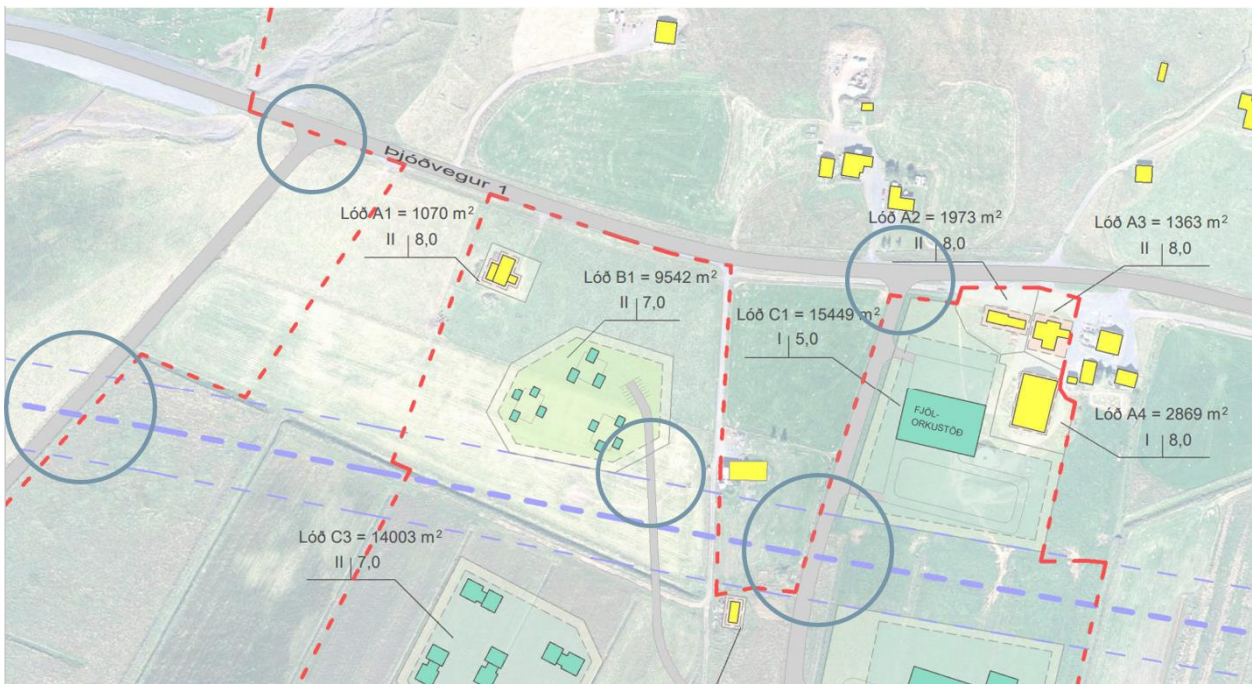 Þjóðvegur 1
Lóð A1 = 1070 m²
II 8,0
Lóð A2 = 1973 m²
II 8,0
Lóð A3 = 1363 m²
II 8,0
Lóð B1 = 9542 m²
II 7,0
Lóð C1 = 15449 m²
I 5,0
FJÖL-
ORKUSTÖÐ
Lóð A4 = 2869 m²
I 8,0
Lóð C3 = 14003 m²
II 7,0